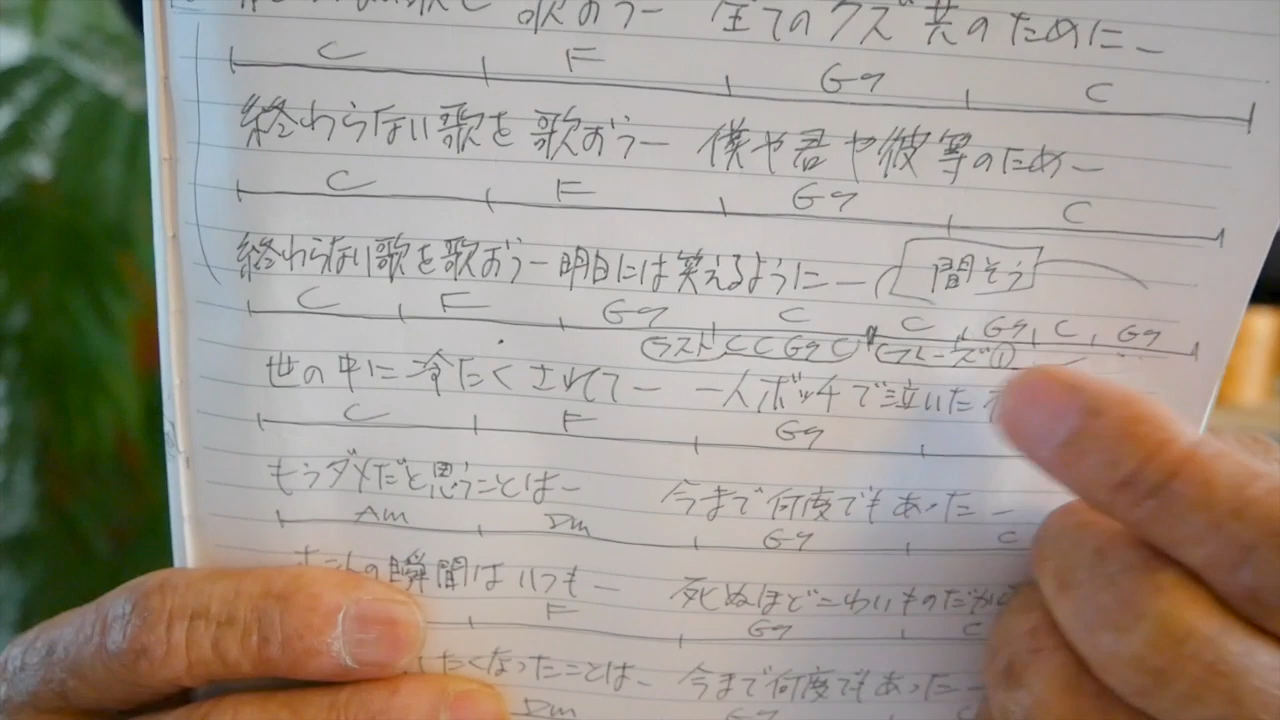 歌おうー 全てのクズ共のためにー
C F G7 C
終わらない歌を歌おうー 僕や君や彼等のためー
C F G7 C
終わらない歌を歌おうー 明日には笑えるようにー 間そう
C F G7 C C G7 C G7
ラスト C C G7 C フレーズ①
世の中に冷たくされてー 一人ボッチで泣いた
C F G7
もうダメだと思うことはー 今まで何度でもあったー
Am Dm G7 C
瞬間はいつもー 死ぬほどこわいものだから
F G7 C
たくなったことは、 今まで何度でもあったー
Dm G7 C